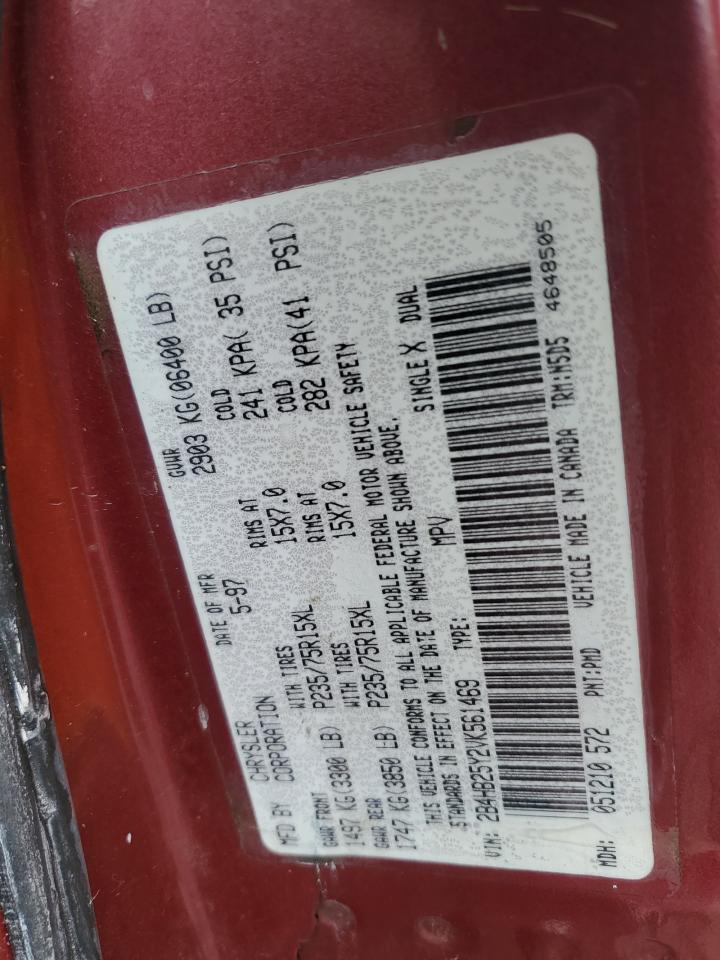 MFD BY CHRYSLER CORPORATION DATE OF MFR 5-97 GVWR 2903 KG(06400 LB)
GAWR FRONT WITH TIRES RIMS AT COLD
1497 KG(3300 LB) P235/75R15XL 15X7.0 241 KPA( 35 PSI)
GAWR REAR WITH TIRES RIMS AT COLD
1747 KG(3850 LB) P235/75R15XL 15X7.0 282 KPA(41 PSI)
THIS VEHICLE CONFORMS TO ALL APPLICABLE FEDERAL MOTOR VEHICLE SAFETY
STANDARDS IN EFFECT ON THE DATE OF MANUFACTURE SHOWN ABOVE.
VIN: 2B4HB25Y2VK561469 TYPE: MPV SINGLE X DUAL
MDH: 051210 572 PNT:PMD VEHICLE MADE IN CANADA TRM:N5D5 4648505